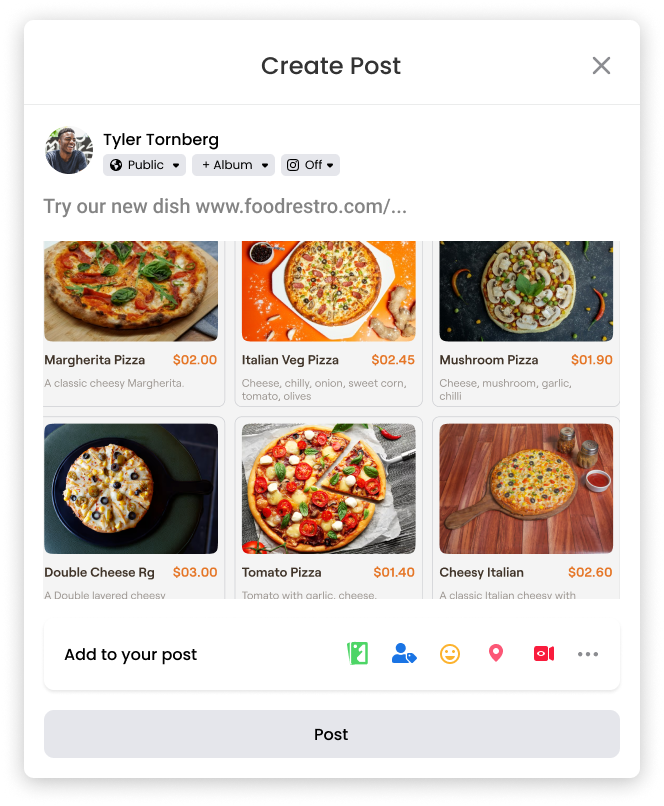 Create Post
Tyler Tornberg
Public
+ Album
Off
Try our new dish www.foodrestro.com/...
Margherita Pizza $02.00
A classic cheesy Margherita.
Italian Veg Pizza $02.45
Cheese, chilly, onion, sweet corn,
tomato, olives
Mushroom Pizza $01.90
Cheese, mushroom, garlic,
chilli
Double Cheese Rg $03.00
A Double layered cheesy
Tomato Pizza $01.40
Tomato with garlic, cheese,
Cheesy Italian $02.60
A classic Italian cheesy with
Add to your post
Post